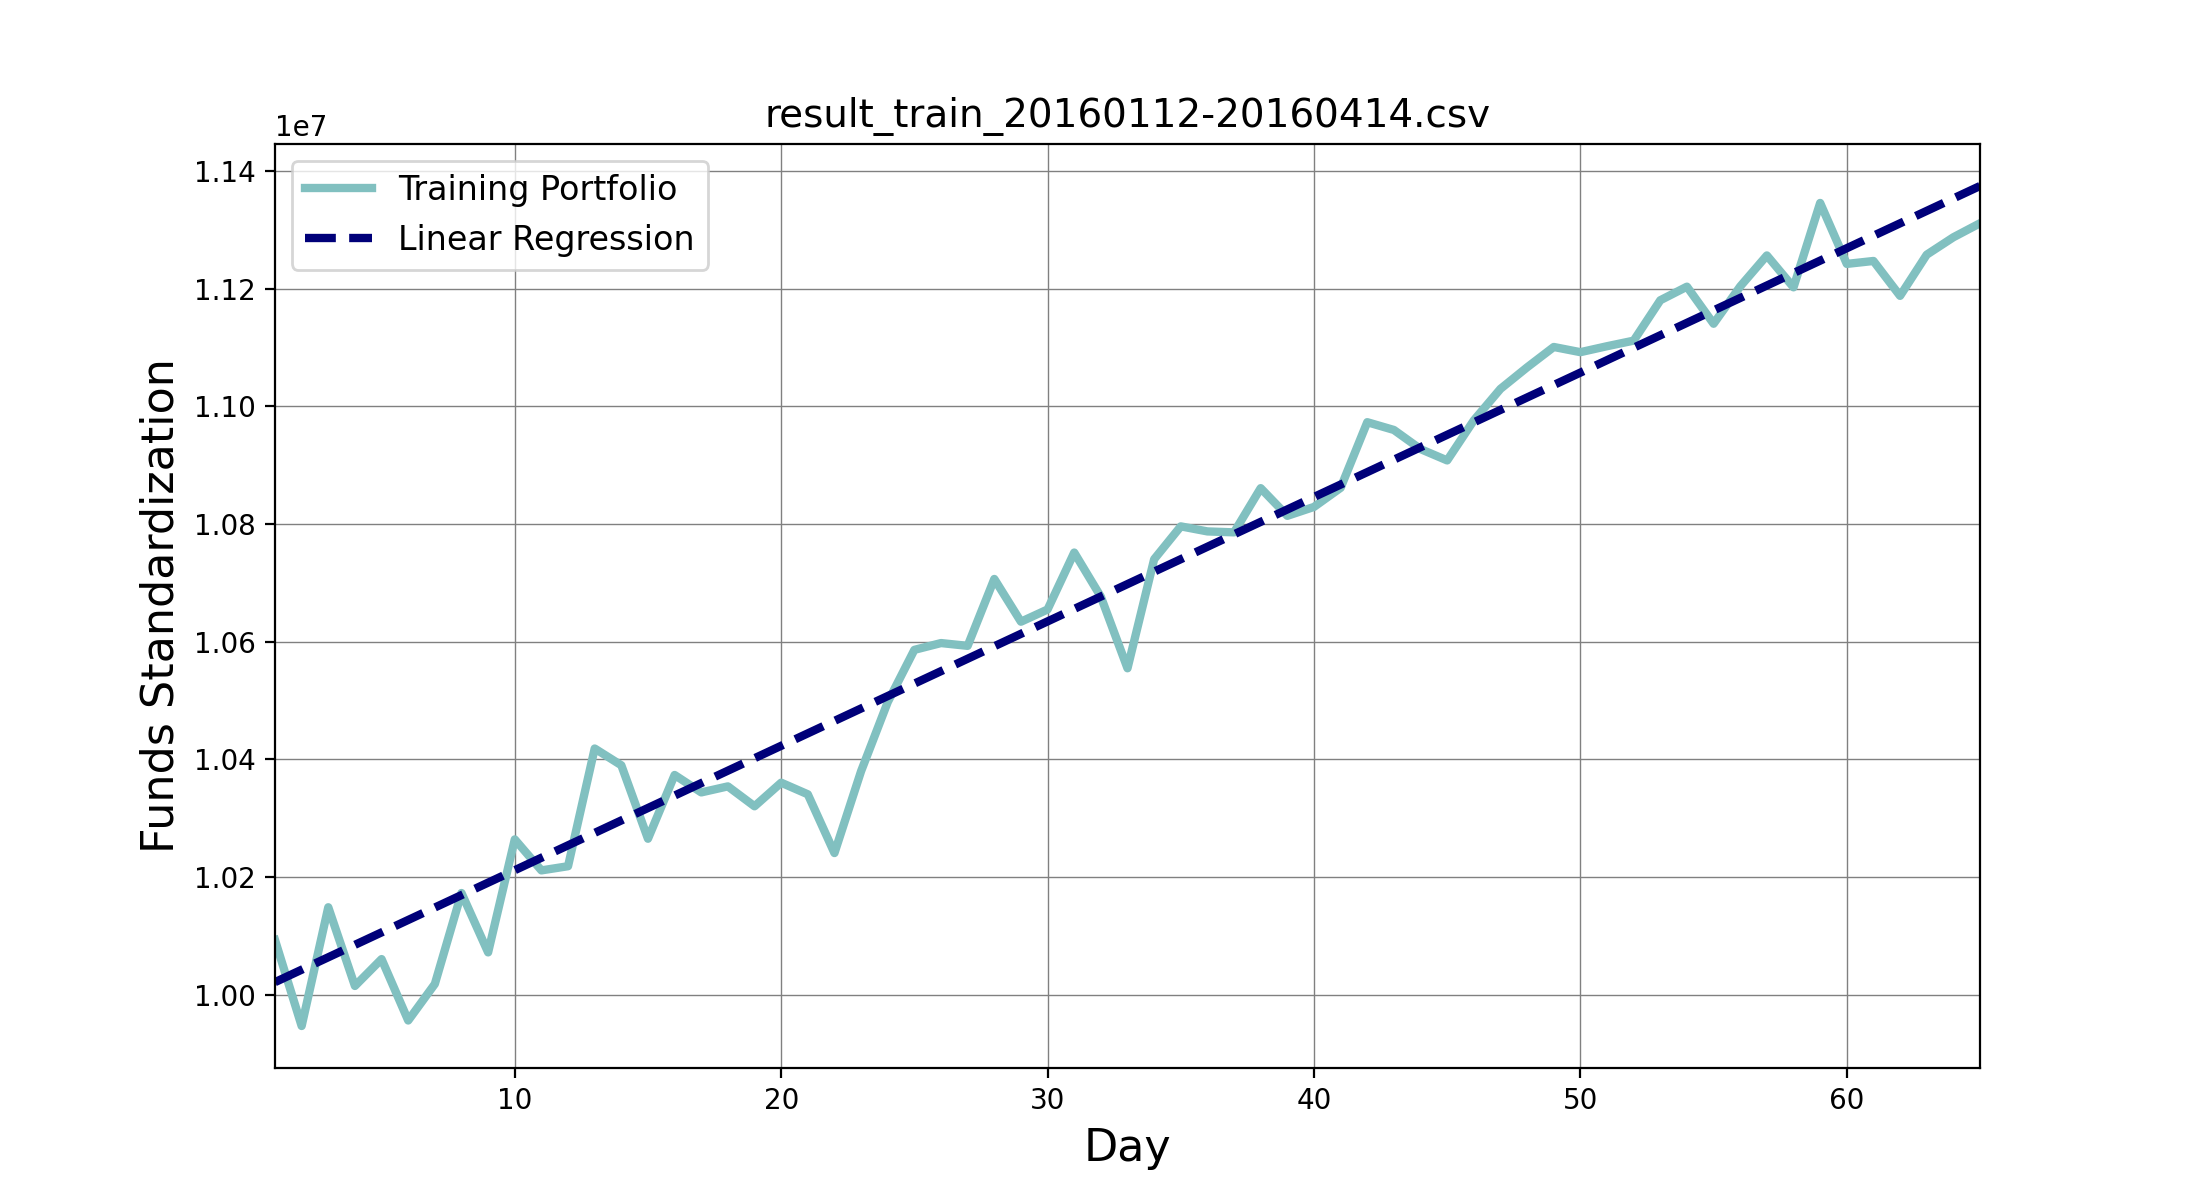 result_train_20160112-20160414.csv
1e7
Training Portfolio
Linear Regression
1.14
1.12
1.10
1.08
1.06
1.04
1.02
1.00
Funds Standardization
10 20 30 40 50 60
Day